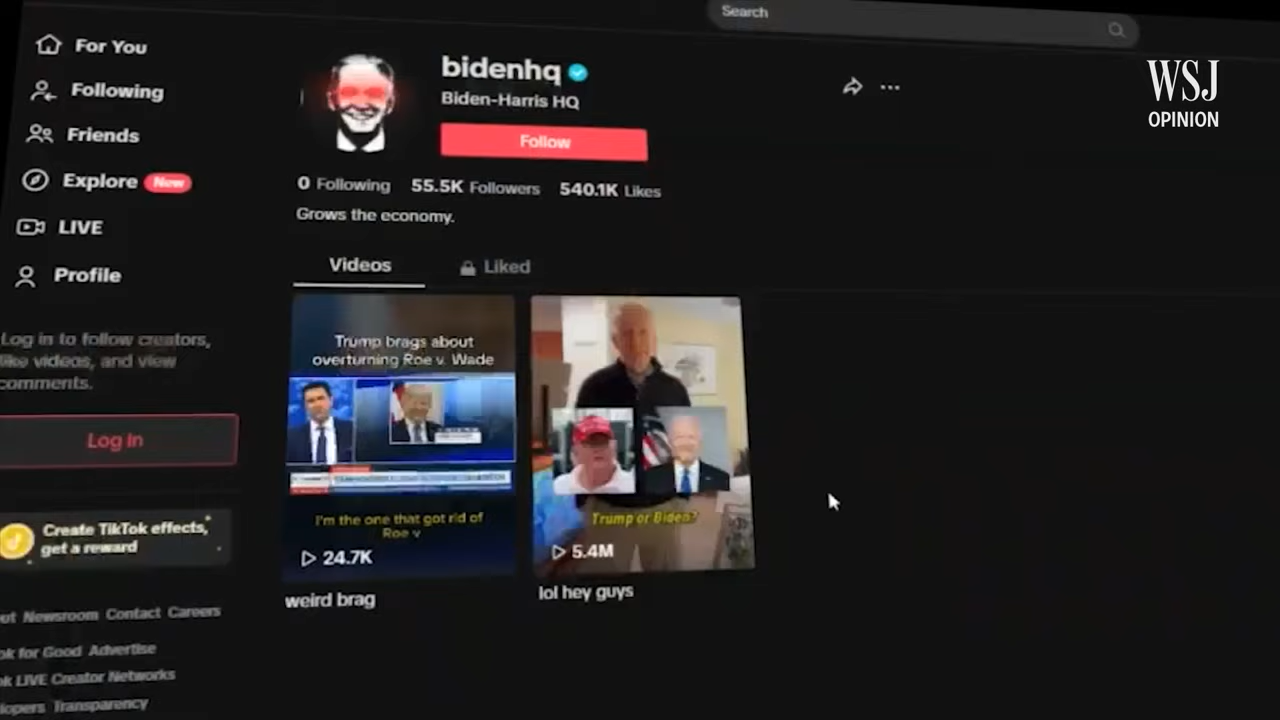 Search
WSJ
OPINION
For You
Following
Friends
Explore New
LIVE
Profile
Log in to follow creators,
like videos, and view
comments.
Log in
Create TikTok effects,
get a reward
Newsroom Contact Careers
for Good Advertise
LIVE Creator Networks
Transparency
bidenhq
Biden-Harris HQ
Follow
0 Following 55.5K Followers 540.1K Likes
Grows the economy.
Videos Liked
Trump brags about
overturning Roe v. Wade
I'm the one that got rid of
Roe v
24.7K
weird brag
Trump or Biden?
5.4M
lol hey guys